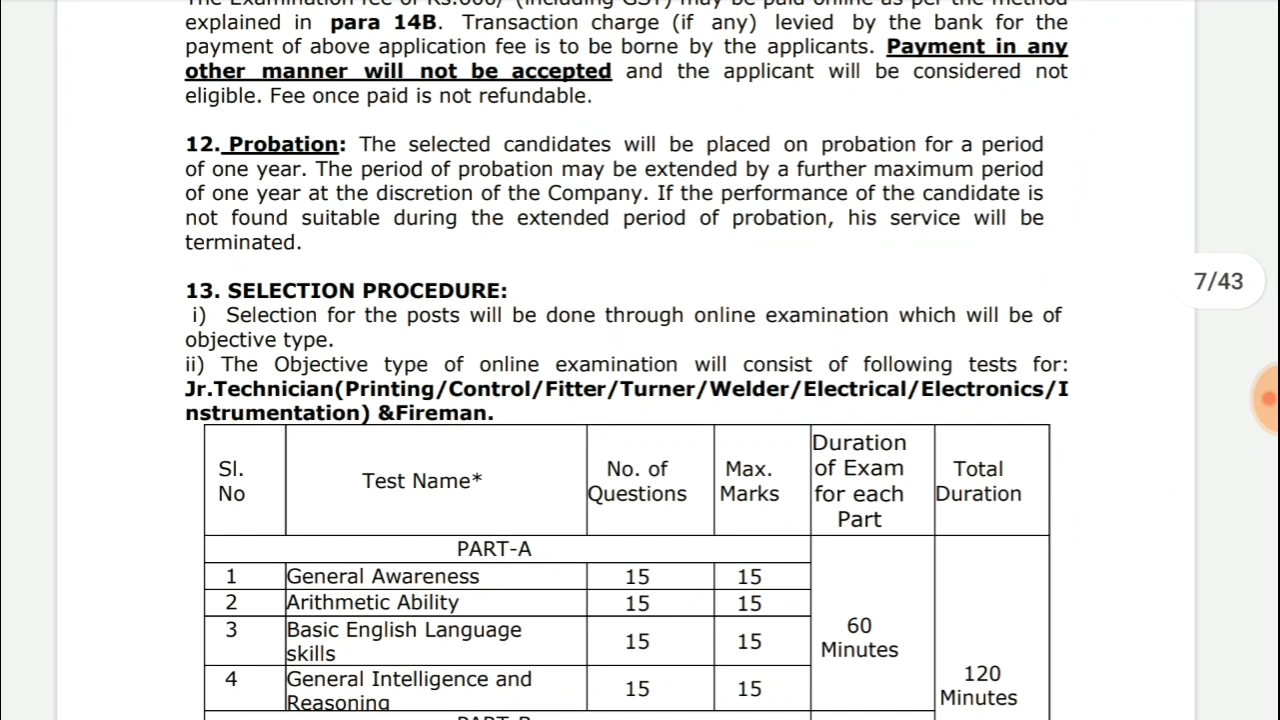 explained in para 14B. Transaction charge (if any) levied by the bank for the
payment of above application fee is to be borne by the applicants. Payment in any
other manner will not be accepted and the applicant will be considered not
eligible. Fee once paid is not refundable.
12. Probation: The selected candidates will be placed on probation for a period
of one year. The period of probation may be extended by a further maximum period
of one year at the discretion of the Company. If the performance of the candidate is
not found suitable during the extended period of probation, his service will be
terminated.
7/43
13. SELECTION PROCEDURE:
i) Selection for the posts will be done through online examination which will be of
objective type.
ii) The Objective type of online examination will consist of following tests for:
Jr.Technician(Printing/Control/Fitter/Turner/Welder/Electrical/Electronics/I
nstrumentation) &Fireman.
Sl. No Test Name* No. of Questions Max. Marks Duration of Exam for each Part Total Duration
PART-A
1 General Awareness 15 15
2 Arithmetic Ability 15 15
3 Basic English Language skills 15 15
60 Minutes
4 General Intelligence and Reasoning 15 15
120 Minutes